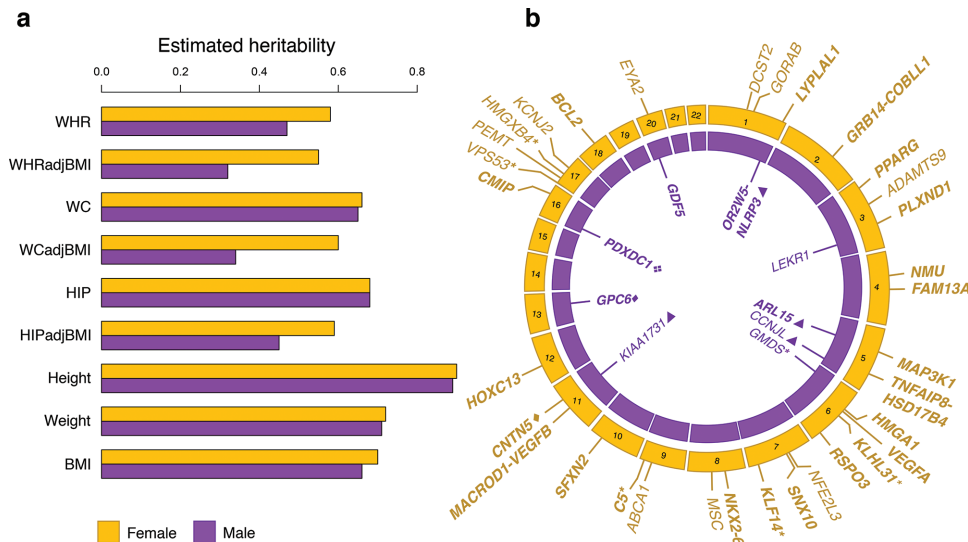 a
Estimated heritability
0.0 0.2 0.4 0.6 0.8
WHR
WHRadjBMI
WC
WCadjBMI
HIP
HIPadjBMI
Height
Weight
BMI
Female
Male
b
DCST2
GORAB
LYPLAL1
GRB14-COBLL1
PPARG
ADAMTS9
PLXND1
NMU
FAM13A
MAP3K1
TNFAIP8-
HSD17B4
HMGA1
VEGFA
KLHL31*
RSPO3
NFE2L3
SNX10
KLF14*
NKX2-6
MSC
ABCA1
C5*
SFXN2
MACROD1-VEGFB
CNTN5♦
HOXC13
CMIP
VPS53*
PEMT
HMGXB4*
KCNJ2
BCL2
EYA2
1
2
3
4
5
6
7
8
9
10
11
12
13
14
15
16
17
18
19
20
21
22
OR2W5-
NLRP3▲
LEKR1
ARL15▲
CCNJL▲
GMDS*
KIAA1731▲
GPC6♦
PDXDC1
GDF5